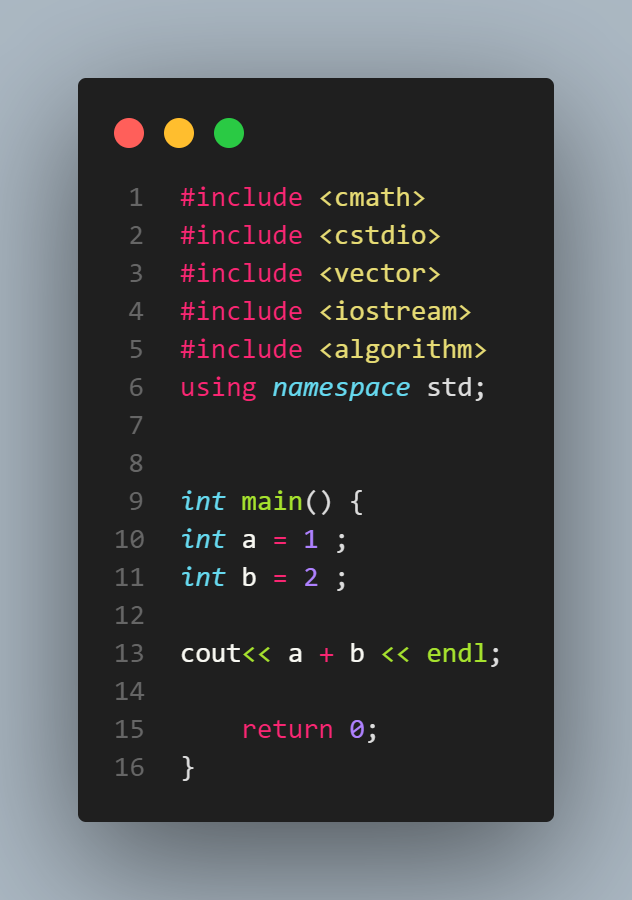 1 #include <cmath>
2 #include <cstdio>
3 #include <vector>
4 #include <iostream>
5 #include <algorithm>
6 using namespace std;
7
8
9 int main() {
10 int a = 1 ;
11 int b = 2 ;
12
13 cout<< a + b << endl;
14
15     return 0;
16 }